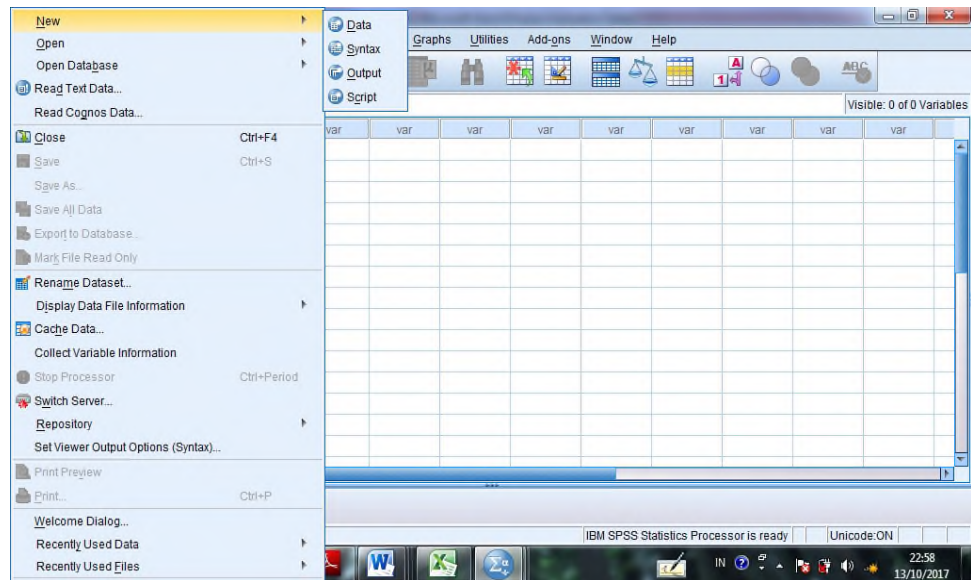 New
Open
Open Database
Read Text Data...
Read Cognos Data...
Close Ctrl+F4
Save Ctrl+S
Save As...
Save All Data
Export to Database...
Mark File Read Only
Rename Dataset...
Display Data File Information
Cache Data...
Collect Variable Information
Stop Processor Ctrl+Period
Switch Server...
Repository
Set Viewer Output Options (Syntax)...
Print Preview
Print... Ctrl+P
Welcome Dialog...
Recently Used Data
Recently Used Files
Data
Syntax
Output
Script
Graphs Utilities Add-ons Window Help
A
1
ABC
Visible: 0 of 0 Variables
var var var var var var var var var
IBM SPSS Statistics Processor is ready Unicode:ON
IN 22:58
13/10/2017